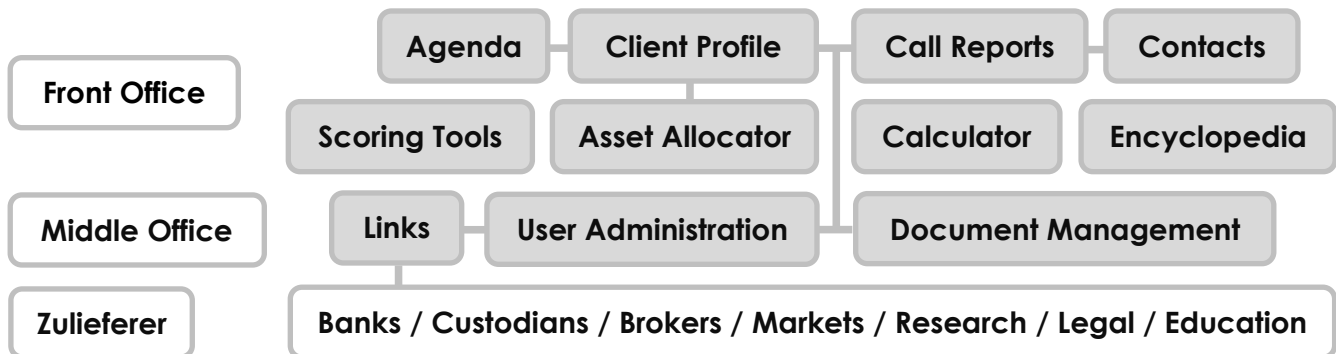 Agenda Client Profile Call Reports Contacts
Front Office
Scoring Tools Asset Allocator Calculator Encyclopedia
Middle Office Links User Administration Document Management
Zulieferer Banks / Custodians / Brokers / Markets / Research / Legal / Education